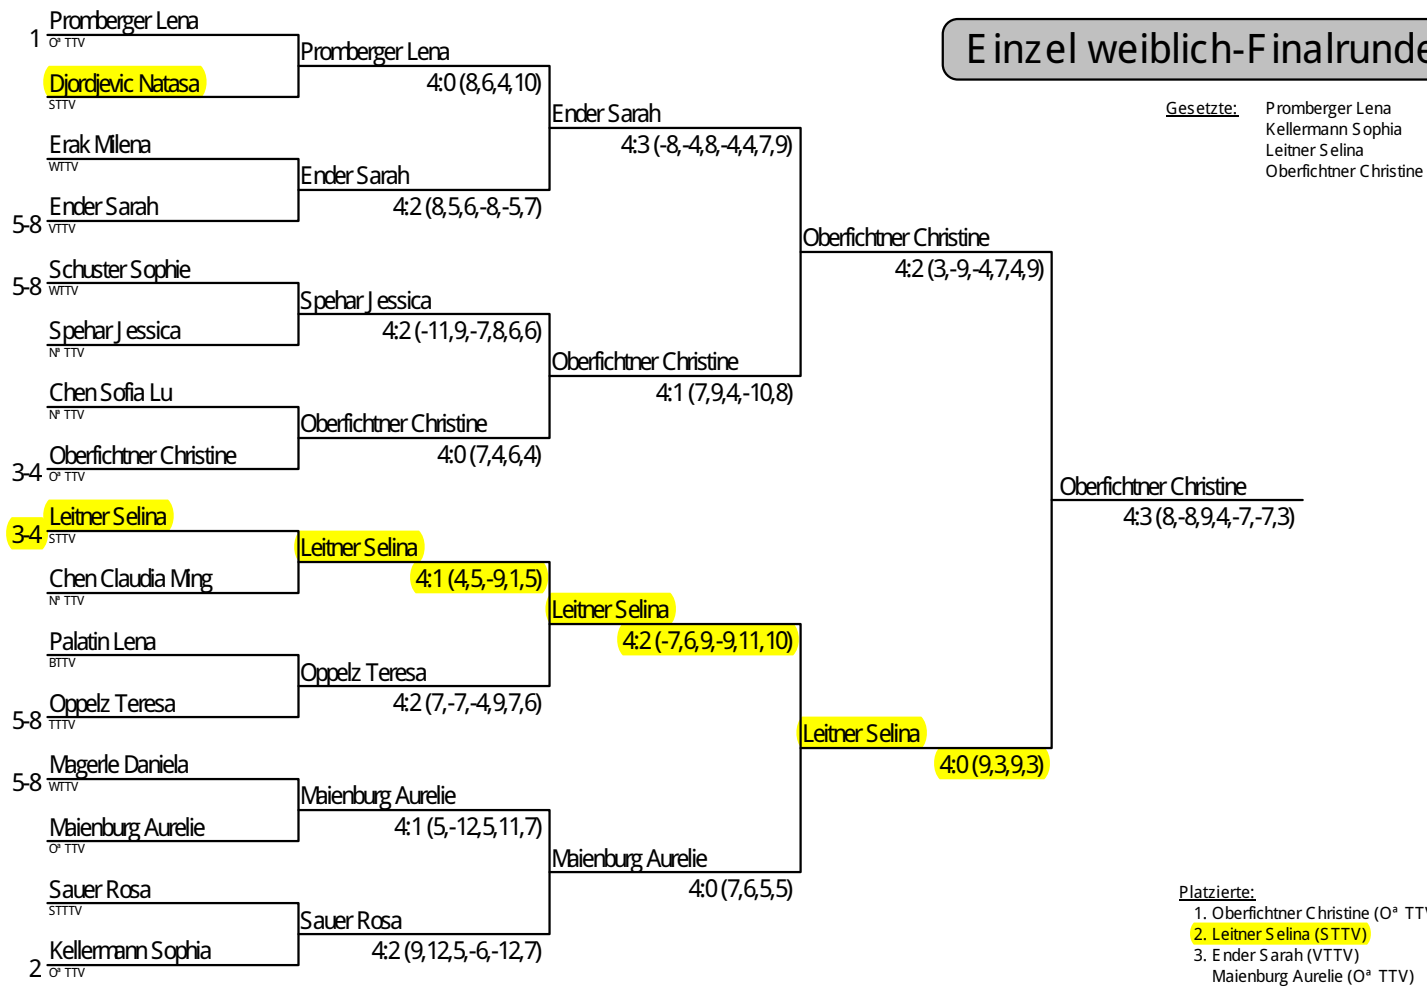 Einzel weiblich-Finalrunde
Gesetzte: Promberger Lena
Kellermann Sophia
Leitner Selina
Oberfichtner Christine
1 Promberger Lena
Oª TTV
Promberger Lena
Djordjevic Natasa
STTV
4:0 (8,6,4,10)
Ender Sarah
Erak Milena
WTTV
4:3 (-8,-4,8,-4,4,7,9)
Ender Sarah
5-8 Ender Sarah
VTTV
4:2 (8,5,6,-8,-5,7)
Oberfichtner Christine
5-8 Schuster Sophie
WTTV
4:2 (3,-9,-4,7,4,9)
Spehar Jessica
Spehar Jessica
Nª TTV
4:2 (-11,9,-7,8,6,6)
Oberfichtner Christine
Chen Sofia Lu
Nª TTV
4:1 (7,9,4,-10,8)
Oberfichtner Christine
3-4 Oberfichtner Christine
Oª TTV
4:0 (7,4,6,4)
Oberfichtner Christine
4:3 (8,-8,9,4,-7,-7,3)
3-4 Leitner Selina
STTV
Leitner Selina
Chen Claudia Ming
Nª TTV
4:1 (4,5,-9,1,5)
Leitner Selina
Palatin Lena
BTTV
4:2 (-7,6,9,-9,11,10)
Oppelz Teresa
5-8 Oppelz Teresa
TTTV
4:2 (7,-7,-4,9,7,6)
Leitner Selina
5-8 Magerle Daniela
WTTV
4:0 (9,3,9,3)
Maienburg Aurelie
Maienburg Aurelie
Oª TTV
4:1 (5,-12,5,11,7)
Maienburg Aurelie
Sauer Rosa
STTTV
4:0 (7,6,5,5)
Sauer Rosa
2 Kellermann Sophia
Oª TTV
4:2 (9,12,5,-6,-12,7)
Platzierte:
1. Oberfichtner Christine (Oª TTV
2. Leitner Selina (STTV)
3. Ender Sarah (VTTV)
Maienburg Aurelie (Oª TTV)